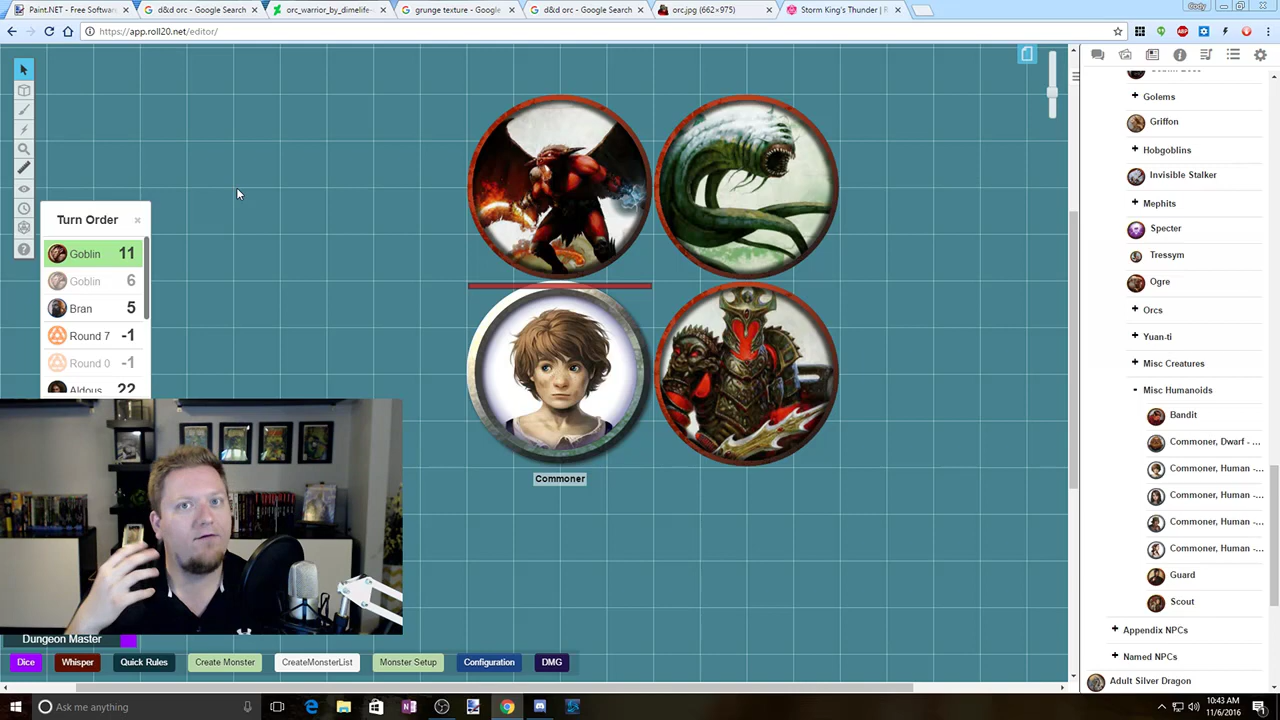 Paint.NET - Free Softwar
d&d orc - Google Search
orc_warrior_by_dimelife-
grunge texture - Google
d&d orc - Google Search
orc.jpg (662×975)
Storm King's Thunder | R
Cody
https://app.roll20.net/editor/
Turn Order
Goblin 11
Goblin 6
Bran 5
Round 7 -1
Round 0 -1
Aldous 22
Commoner
Golems
Griffon
Hobgoblins
Invisible Stalker
Mephits
Specter
Tressym
Ogre
Orcs
Yuan-ti
Misc Creatures
Misc Humanoids
Bandit
Commoner, Dwarf - ...
Commoner, Human -...
Commoner, Human -...
Commoner, Human -...
Commoner, Human -...
Guard
Scout
Appendix NPCs
Named NPCs
Adult Silver Dragon
Dungeon Master
Dice Whisper Quick Rules Create Monster CreateMonsterList Monster Setup Configuration DMG
Ask me anything
10:43 AM
11/6/2016